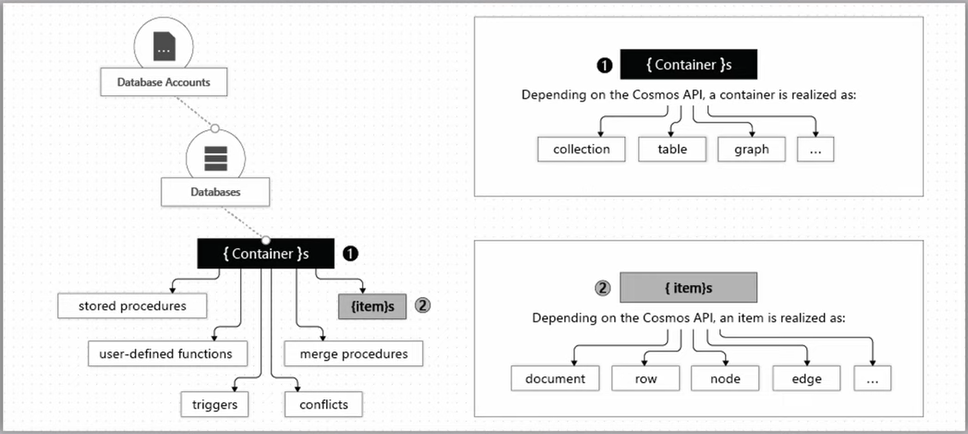 ...
Database Accounts
Databases
{ Container }s 1
stored procedures
{item}s 2
user-defined functions
merge procedures
triggers
conflicts
1 { Container }s
Depending on the Cosmos API, a container is realized as:
collection
table
graph
...
2 { item}s
Depending on the Cosmos API, an item is realized as:
document
row
node
edge
...